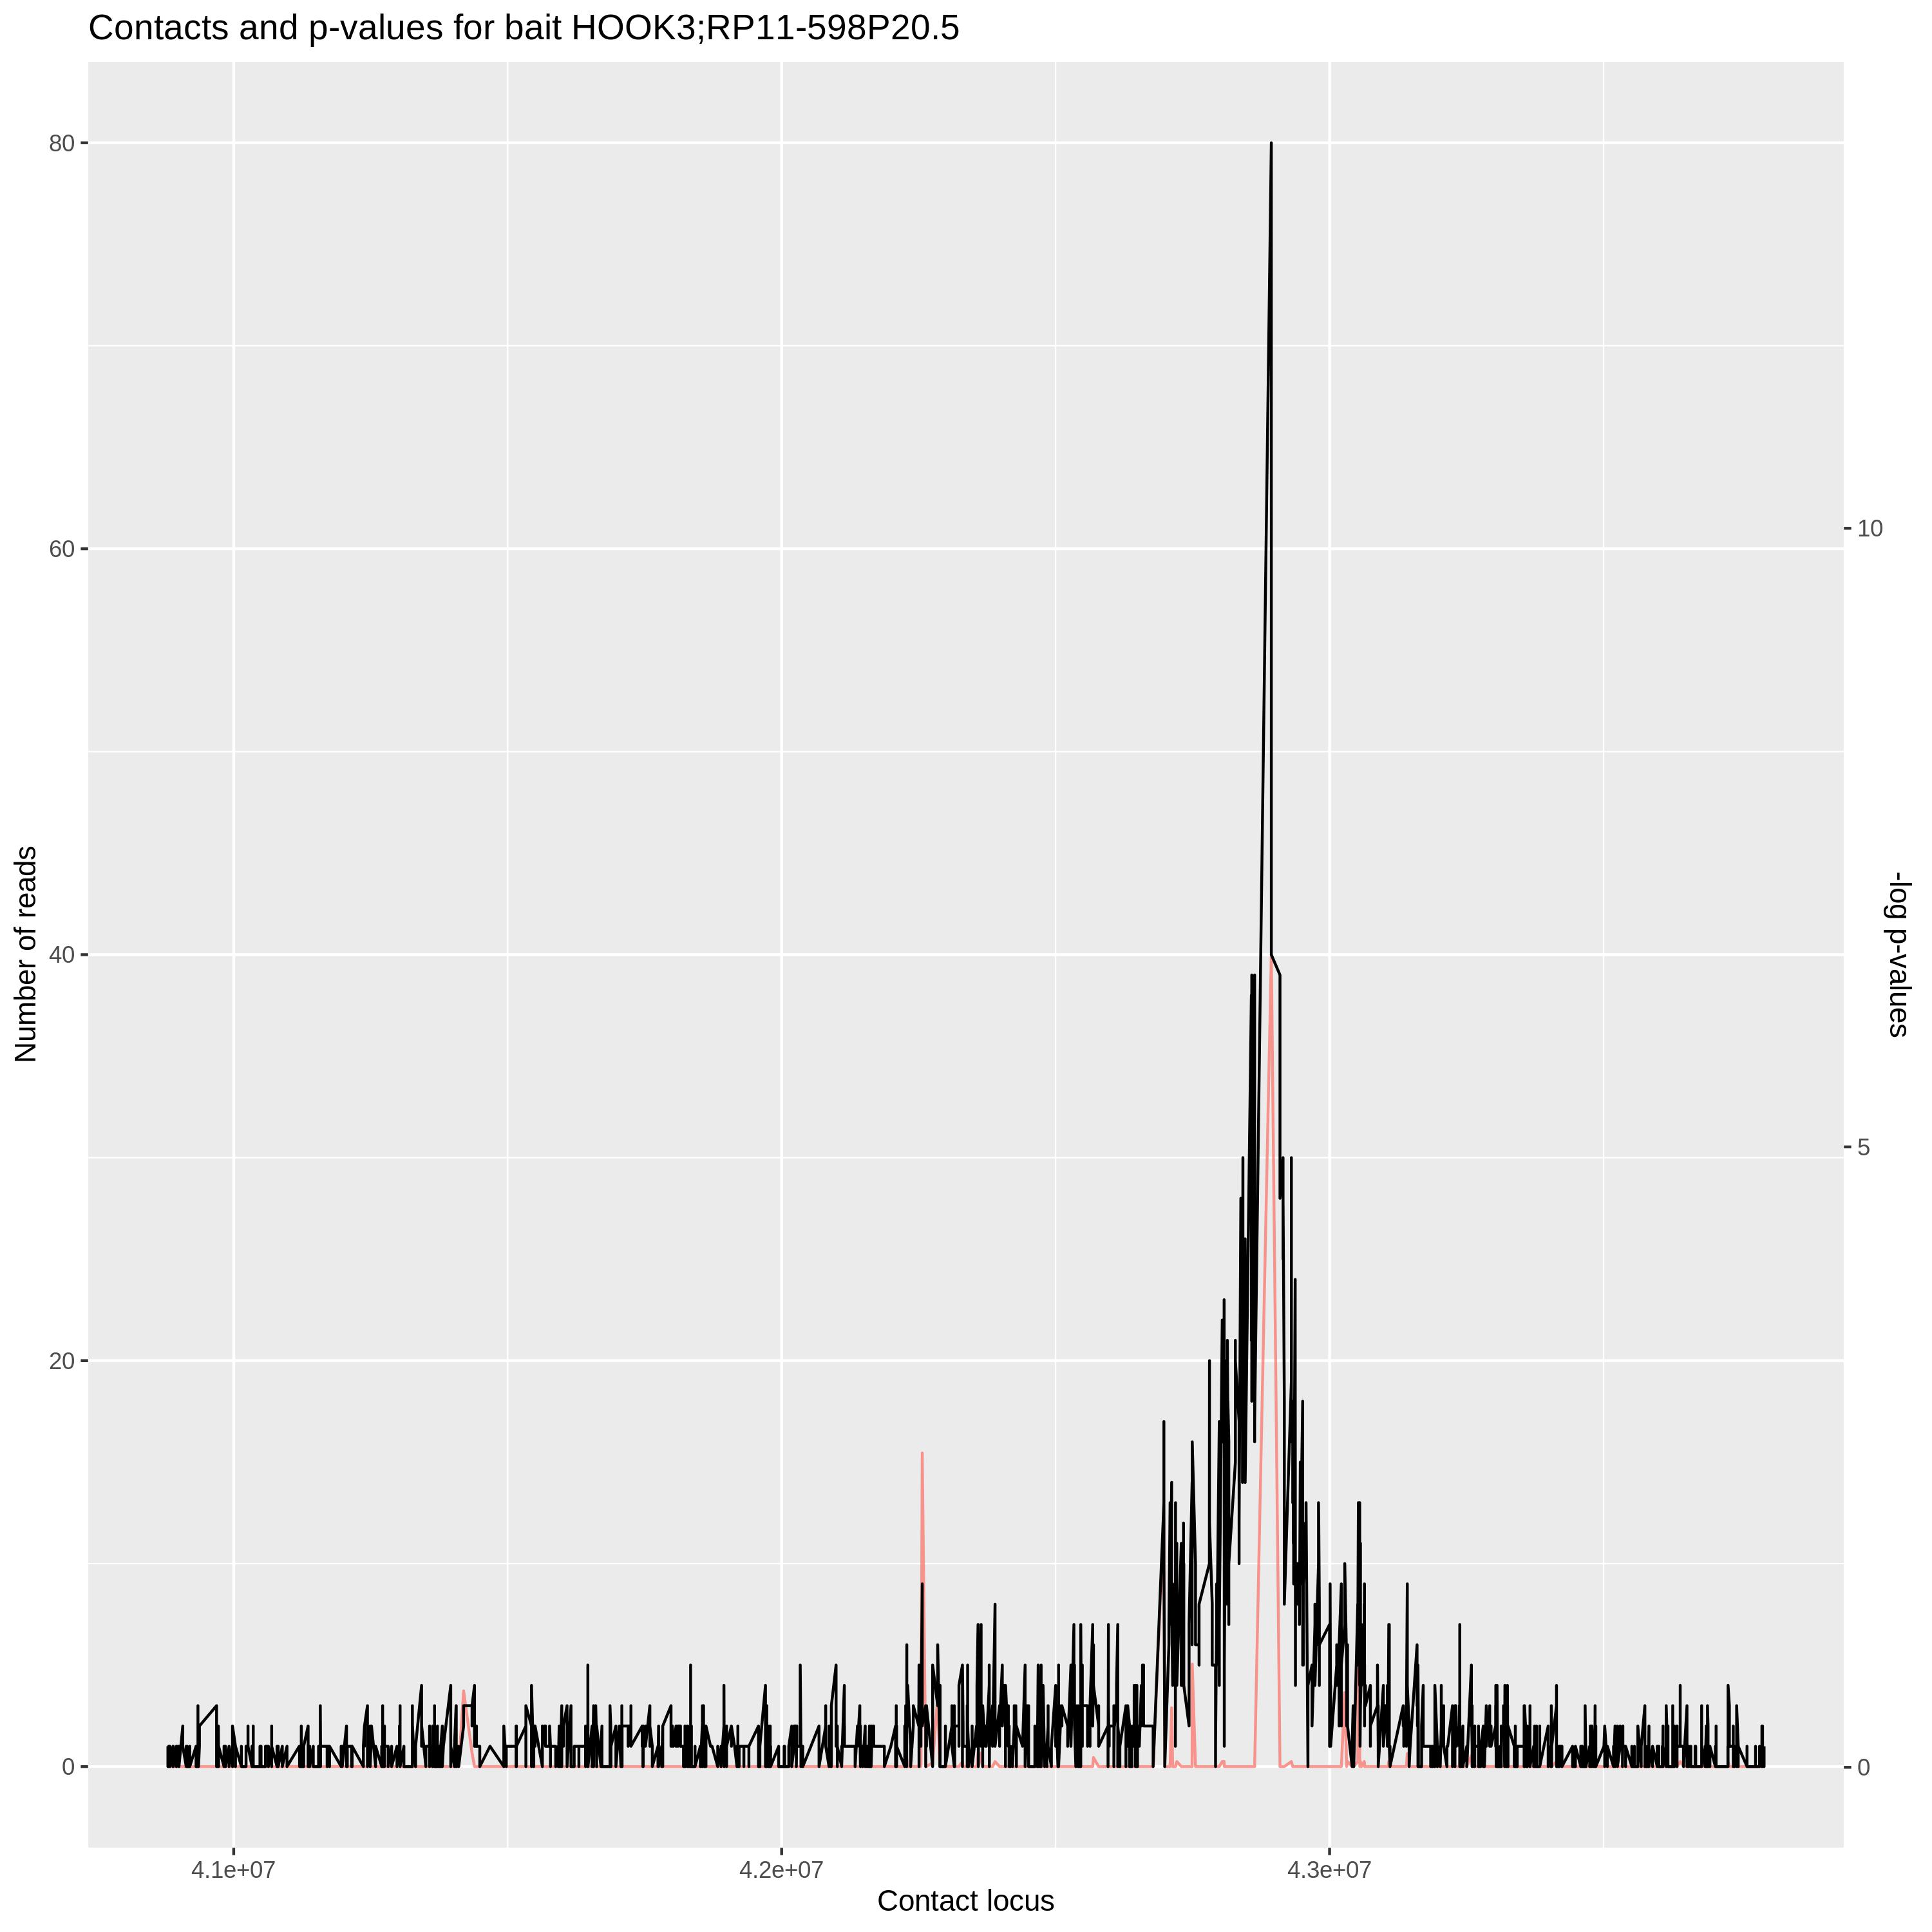 Contacts and p-values for bait HOOK3;RP11-598P20.5
80
60
40
20
0
Number of reads
10
5
0
-log p-values
4.1e+07
4.2e+07
4.3e+07
Contact locus